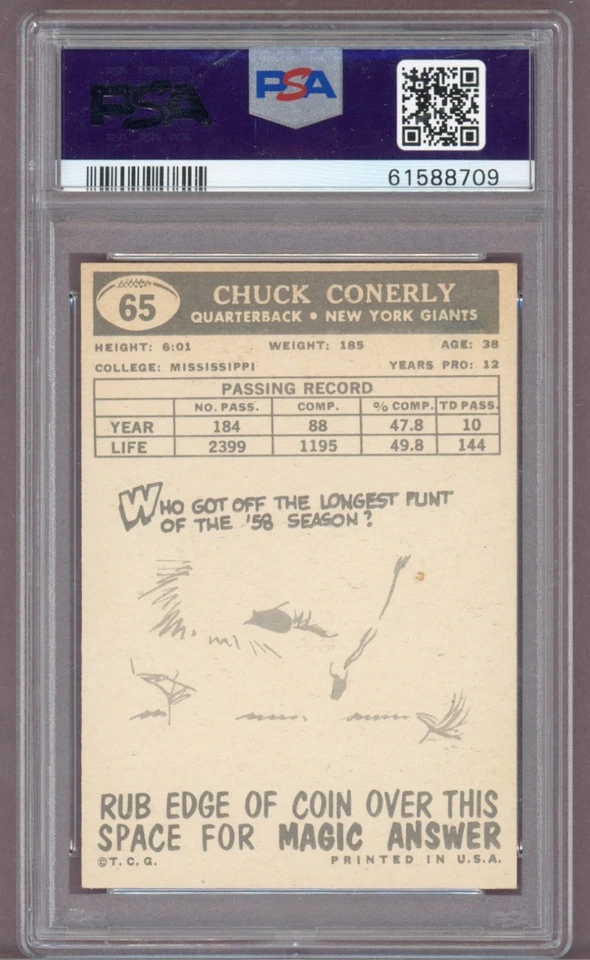 PSA
PSA
61588709
65
CHUCK CONERLY
QUARTERBACK • NEW YORK GIANTS
HEIGHT: 6:01 WEIGHT: 185 AGE: 38
COLLEGE: MISSISSIPPI YEARS PRO: 12
PASSING RECORD
NO. PASS. COMP. % COMP. TD PASS.
YEAR 184 88 47.8 10
LIFE 2399 1195 49.8 144
WHO GOT OFF THE LONGEST PUNT
OF THE '58 SEASON?
RUB EDGE OF COIN OVER THIS
SPACE FOR MAGIC ANSWER
©T.C.G. PRINTED IN U.S.A.
PSA